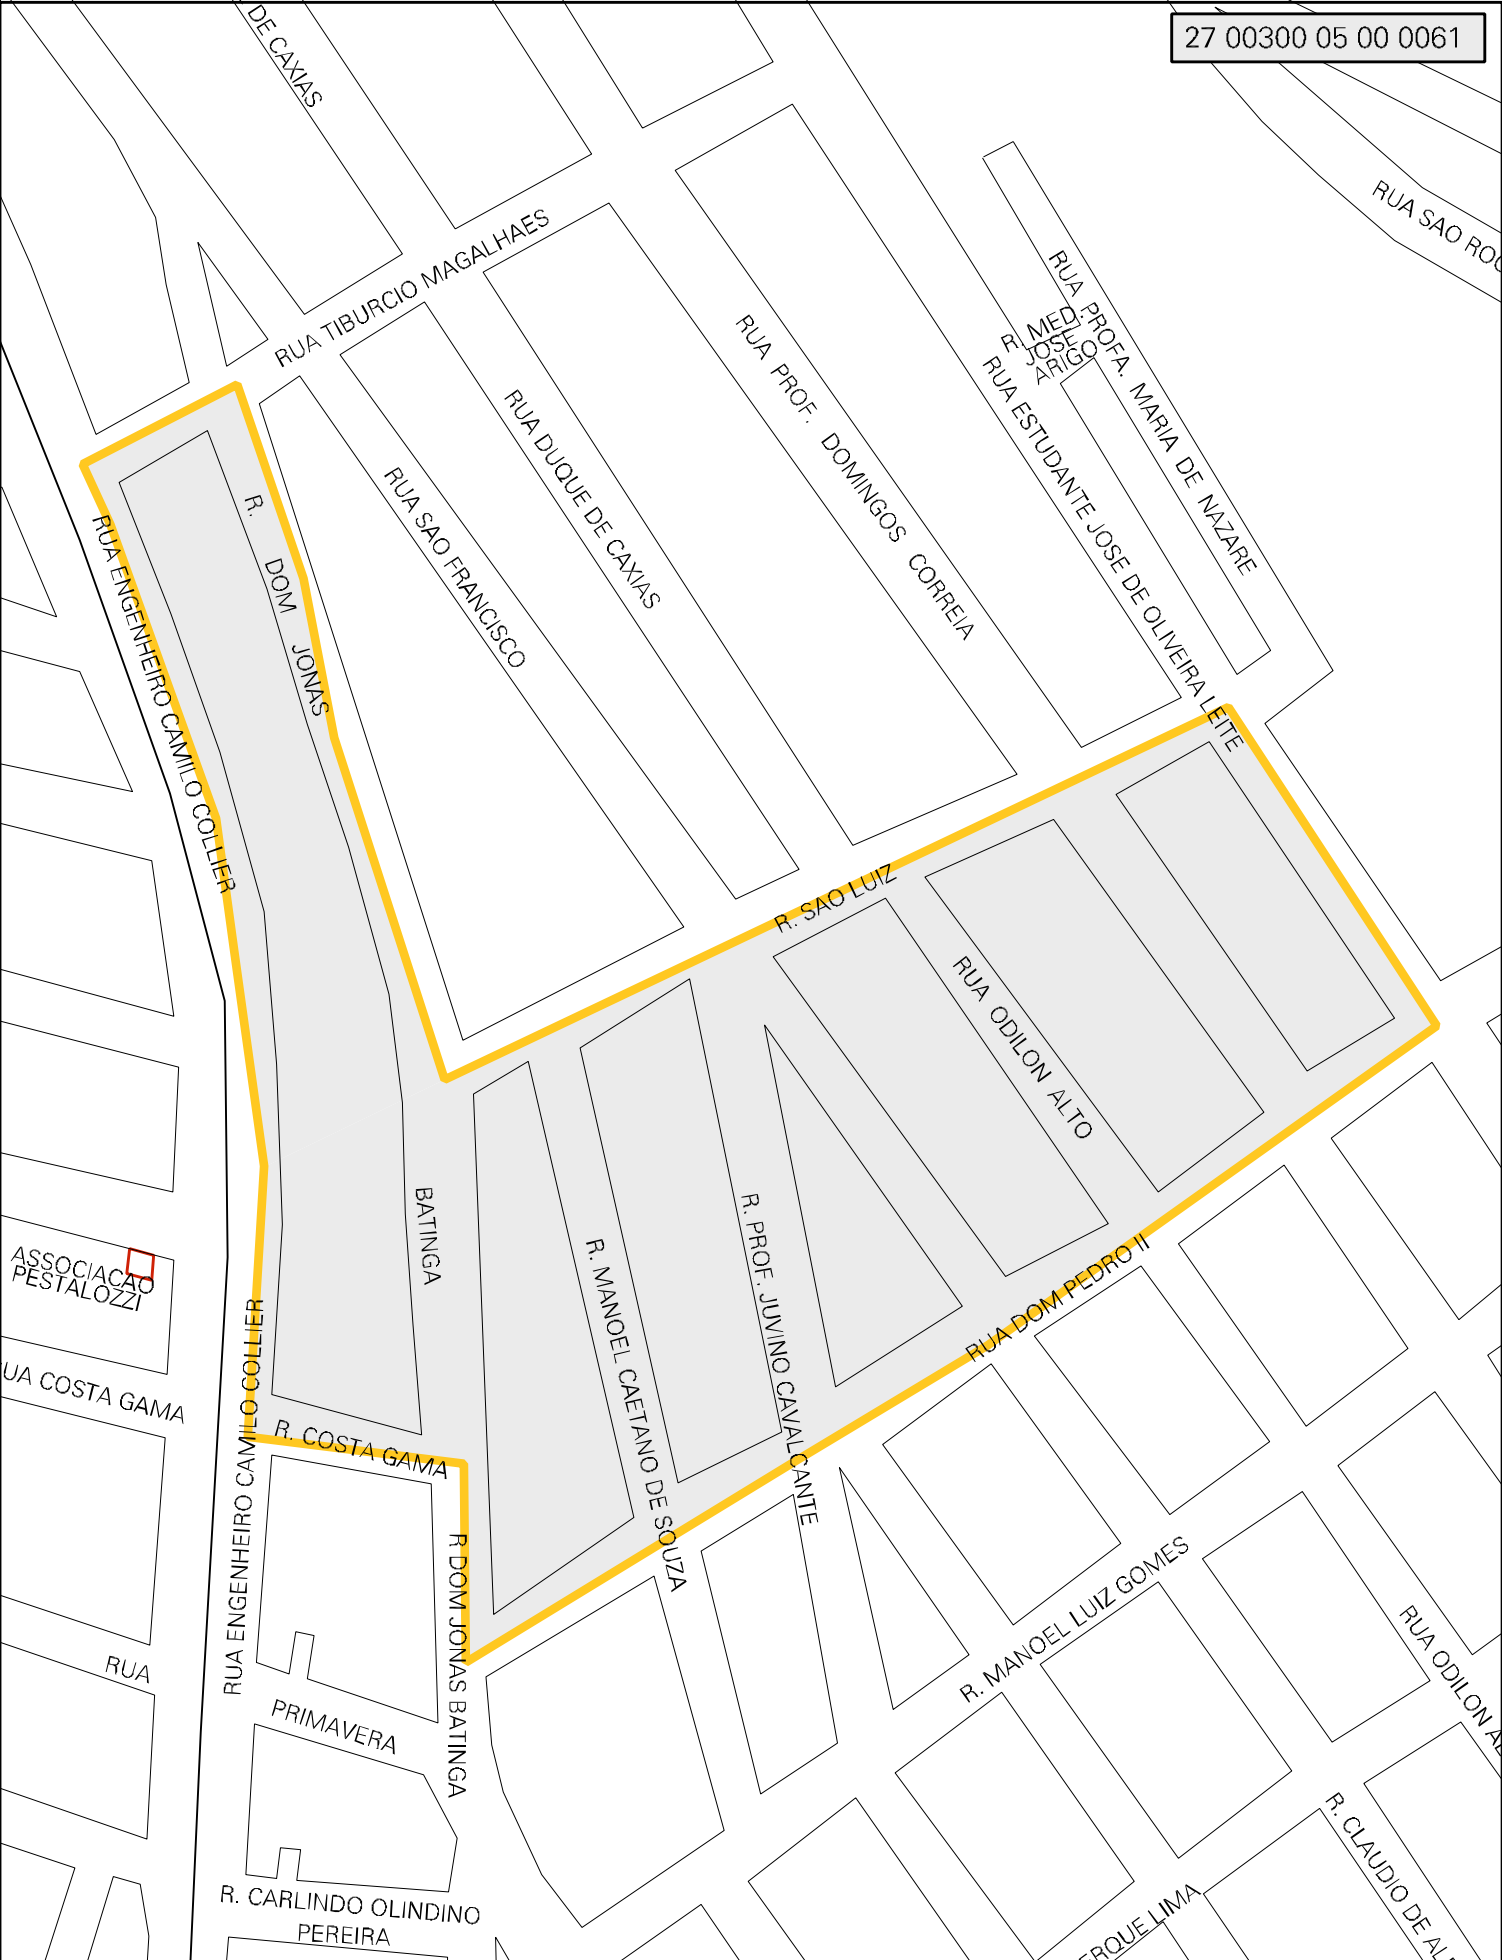 27 00300 05 00 0061
DE CAXIAS
RUA TIBURCIO MAGALHAES
R. MED.
JOSE
ARIGO
RUA PROFA. MARIA DE NAZARE
RUA ESTUDANTE JOSE DE OLIVEIRA LEITE
RUA PROF. DOMINGOS CORREIA
RUA DUQUE DE CAXIAS
RUA SAO FRANCISCO
R. DOM JONAS BATINGA
RUA ENGENHEIRO CAMILO COLLIER
R. SAO LUIZ
RUA ODILON ALTO
R. PROF. JUVINO CAVALCANTE
R. MANOEL CAETANO DE SOUZA
RUA DOM PEDRO II
ASSOCIACAO
PESTALOZZI
UA COSTA GAMA
R. COSTA GAMA
RUA ENGENHEIRO CAMILO COLLIER
R DOM JONAS BATINGA
R. MANOEL LUIZ GOMES
RUA ODILON
RUA PRIMAVERA
R. CLAUDIO DE
R. CARLINDO OLINDINO
PEREIRA
ERQUE LIMA
RUA SAO